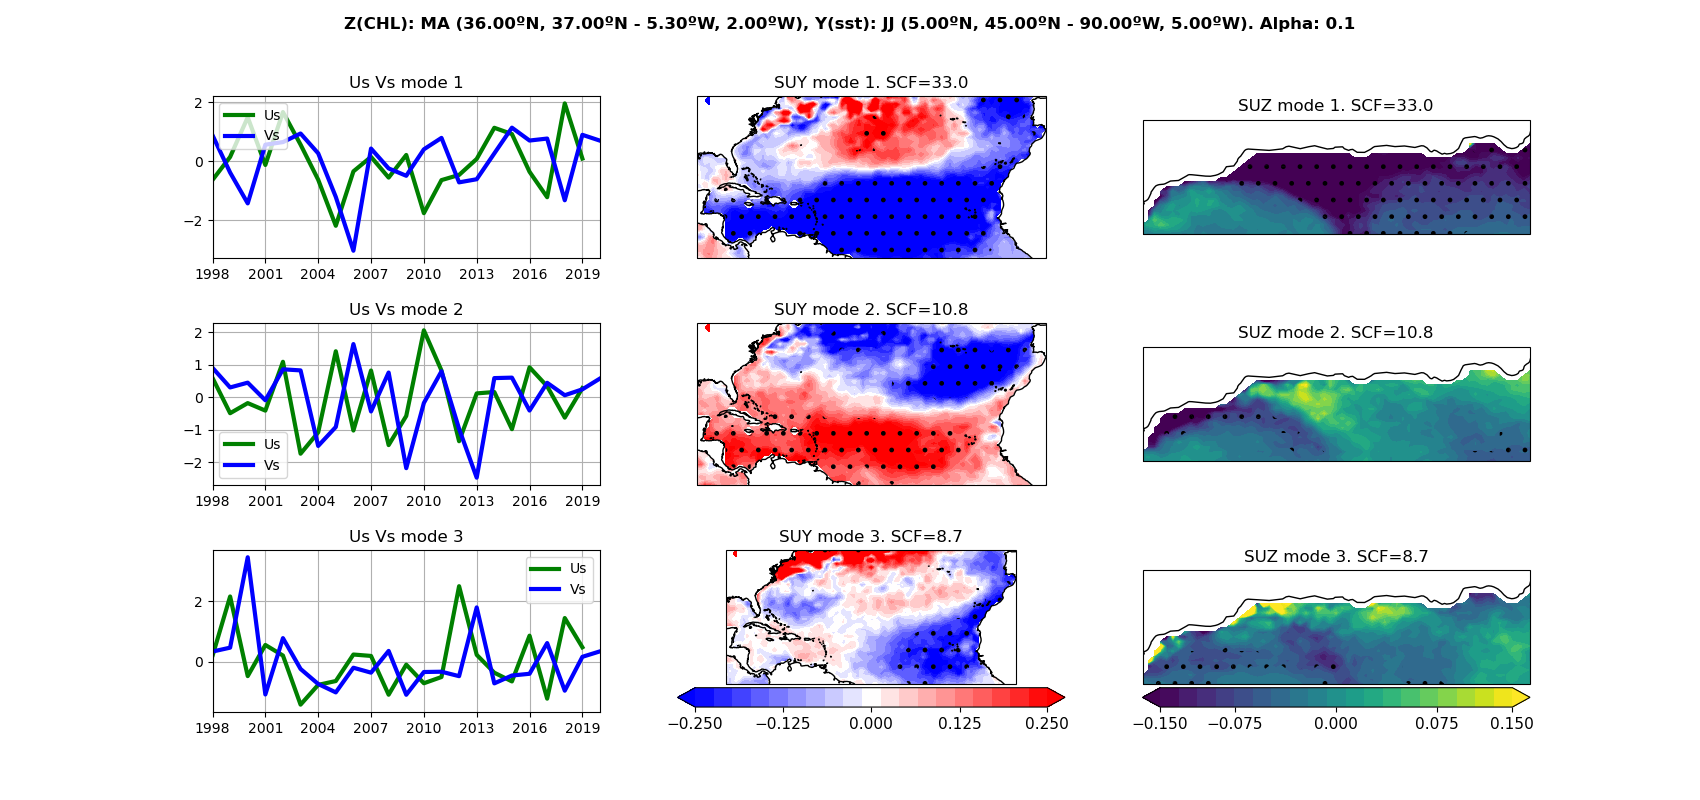 Z(CHL): MA (36.00ºN, 37.00ºN - 5.30ºW, 2.00ºW), Y(sst): JJ (5.00ºN, 45.00ºN - 90.00ºW, 5.00ºW). Alpha: 0.1
Us Vs mode 1
SUY mode 1. SCF=33.0
SUZ mode 1. SCF=33.0
2
0
−2
Us
Vs
1998 2001 2004 2007 2010 2013 2016 2019
Us Vs mode 2
SUY mode 2. SCF=10.8
SUZ mode 2. SCF=10.8
2
1
0
−1
−2
Us
Vs
1998 2001 2004 2007 2010 2013 2016 2019
Us Vs mode 3
SUY mode 3. SCF=8.7
SUZ mode 3. SCF=8.7
2
0
Us
Vs
1998 2001 2004 2007 2010 2013 2016 2019
−0.250 −0.125 0.000 0.125 0.250
−0.150 −0.075 0.000 0.075 0.150